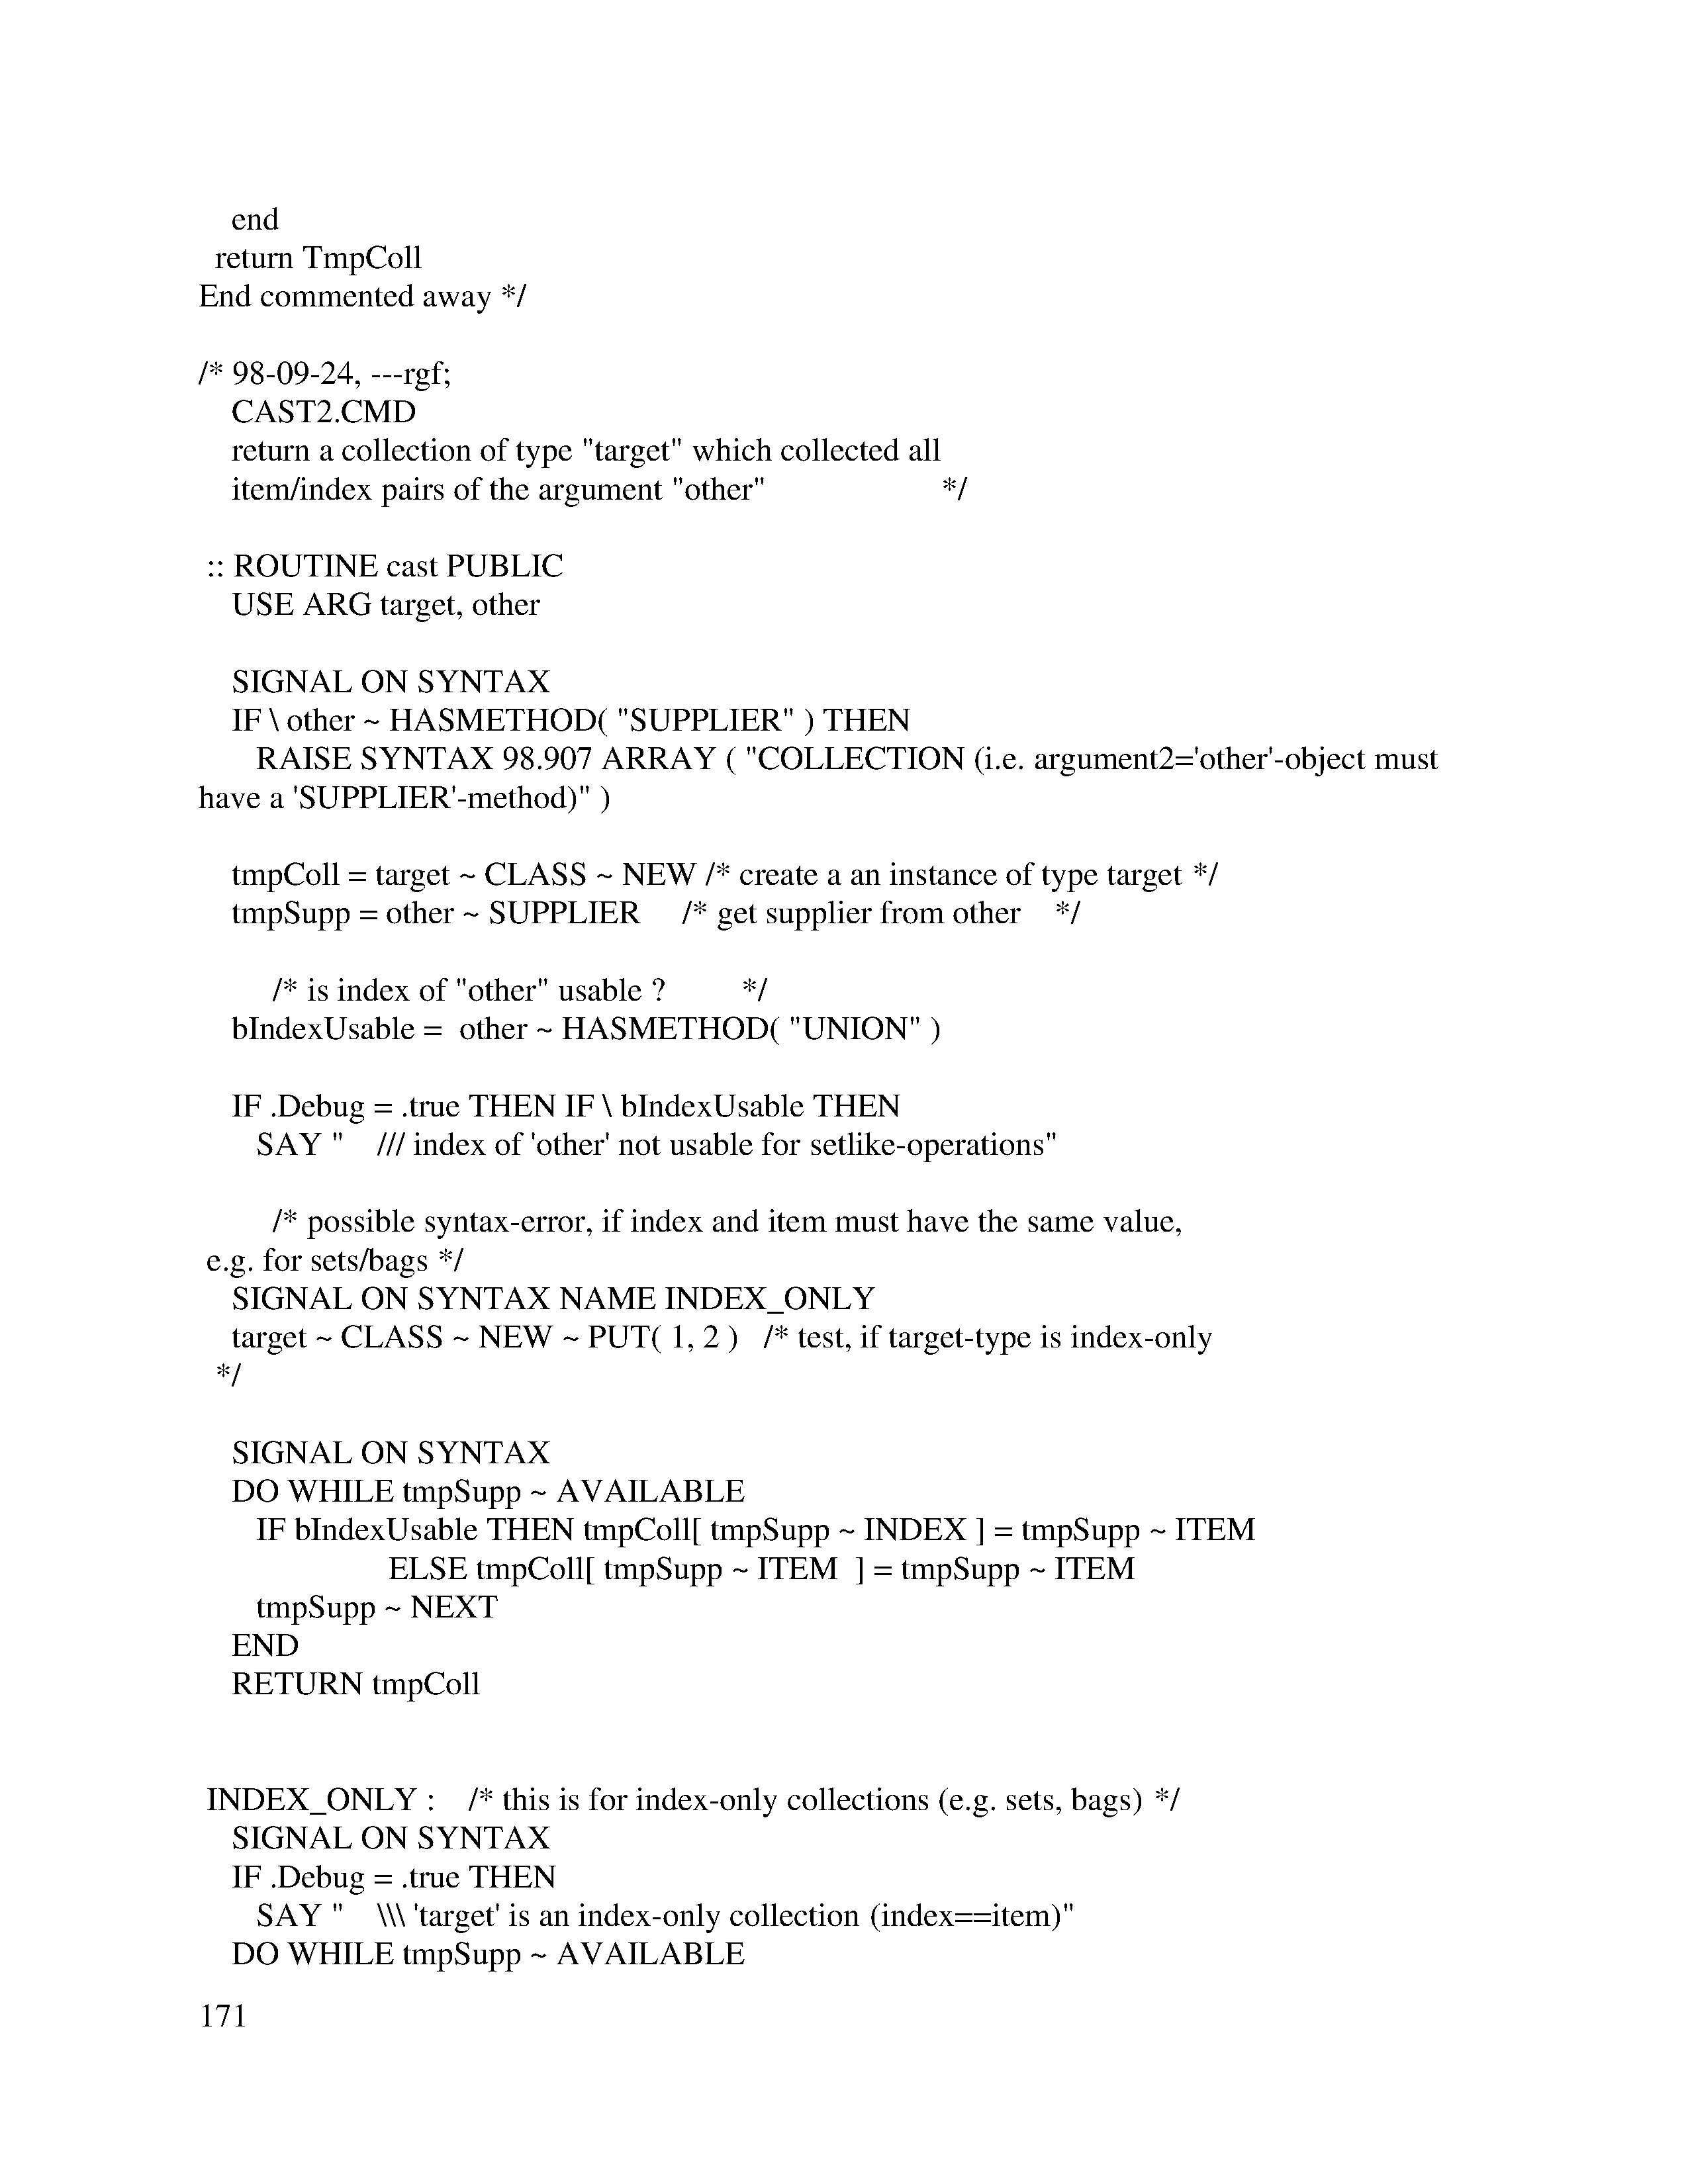 end
return TmpColl
End commented away */
/* 98-09-24, ---rgf;
CAST2.CMD
return a collection of type "target" which collected all
item/index pairs of the argument "other" */
:: ROUTINE cast PUBLIC
USE ARG target, other
SIGNAL ON SYNTAX
IF \ other ~ HASMETHOD( "SUPPLIER" ) THEN
RAISE SYNTAX 98.907 ARRAY ( "COLLECTION (i.e. argument2='other'-object must
have a 'SUPPLIER'-method)" )
tmpColl = target ~ CLASS ~ NEW /* create a an instance of type target */
tmpSupp = other ~ SUPPLIER /* get supplier from other */
/* is index of "other" usable ? */
bIndexUsable = other ~ HASMETHOD( "UNION" )
IF .Debug = .true THEN IF \ bIndexUsable THEN
SAY " /// index of 'other' not usable for setlike-operations"
/* possible syntax-error, if index and item must have the same value,
e.g. for sets/bags */
SIGNAL ON SYNTAX NAME INDEX_ONLY
target ~ CLASS ~ NEW ~ PUT( 1, 2 ) /* test, if target-type is index-only
*/
SIGNAL ON SYNTAX
DO WHILE tmpSupp ~ AVAILABLE
IF bIndexUsable THEN tmpColl[ tmpSupp ~ INDEX ] = tmpSupp ~ ITEM
ELSE tmpColl[ tmpSupp ~ ITEM ] = tmpSupp ~ ITEM
tmpSupp ~ NEXT
END
RETURN tmpColl
INDEX_ONLY : /* this is for index-only collections (e.g. sets, bags) */
SIGNAL ON SYNTAX
IF .Debug = .true THEN
SAY " \\\ 'target' is an index-only collection (index==item)"
DO WHILE tmpSupp ~ AVAILABLE
171